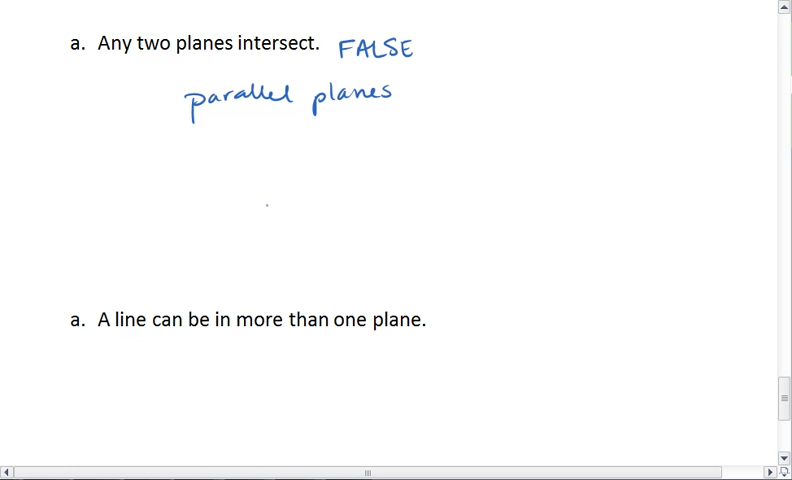 a. Any two planes intersect. FALSE
parallel planes
a. A line can be in more than one plane.